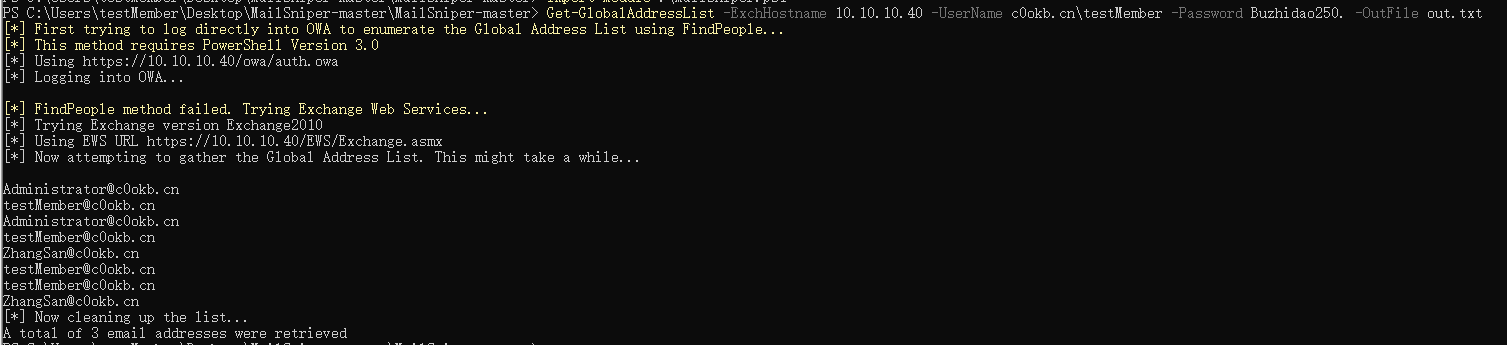 PS C:\Users\testMember\Desktop\MailSniper-master\MailSniper-master> Get-GlobalAddressList -ExchHostname 10.10.10.40 -UserName c0okb.cn\testMember -Password Buzhidao250. -OutFile out.txt
[*] First trying to log directly into OWA to enumerate the Global Address List using FindPeople...
[*] This method requires PowerShell Version 3.0
[*] Using https://10.10.10.40/owa/auth.owa
[*] Logging into OWA...
[*] FindPeople method failed. Trying Exchange Web Services...
[*] Trying Exchange version Exchange2010
[*] Using EWS URL https://10.10.10.40/EWS/Exchange.asmx
[*] Now attempting to gather the Global Address List. This might take a while...
Administrator@c0okb.cn
testMember@c0okb.cn
Administrator@c0okb.cn
testMember@c0okb.cn
ZhangSan@c0okb.cn
testMember@c0okb.cn
testMember@c0okb.cn
ZhangSan@c0okb.cn
[*] Now cleaning up the list...
A total of 3 email addresses were retrieved